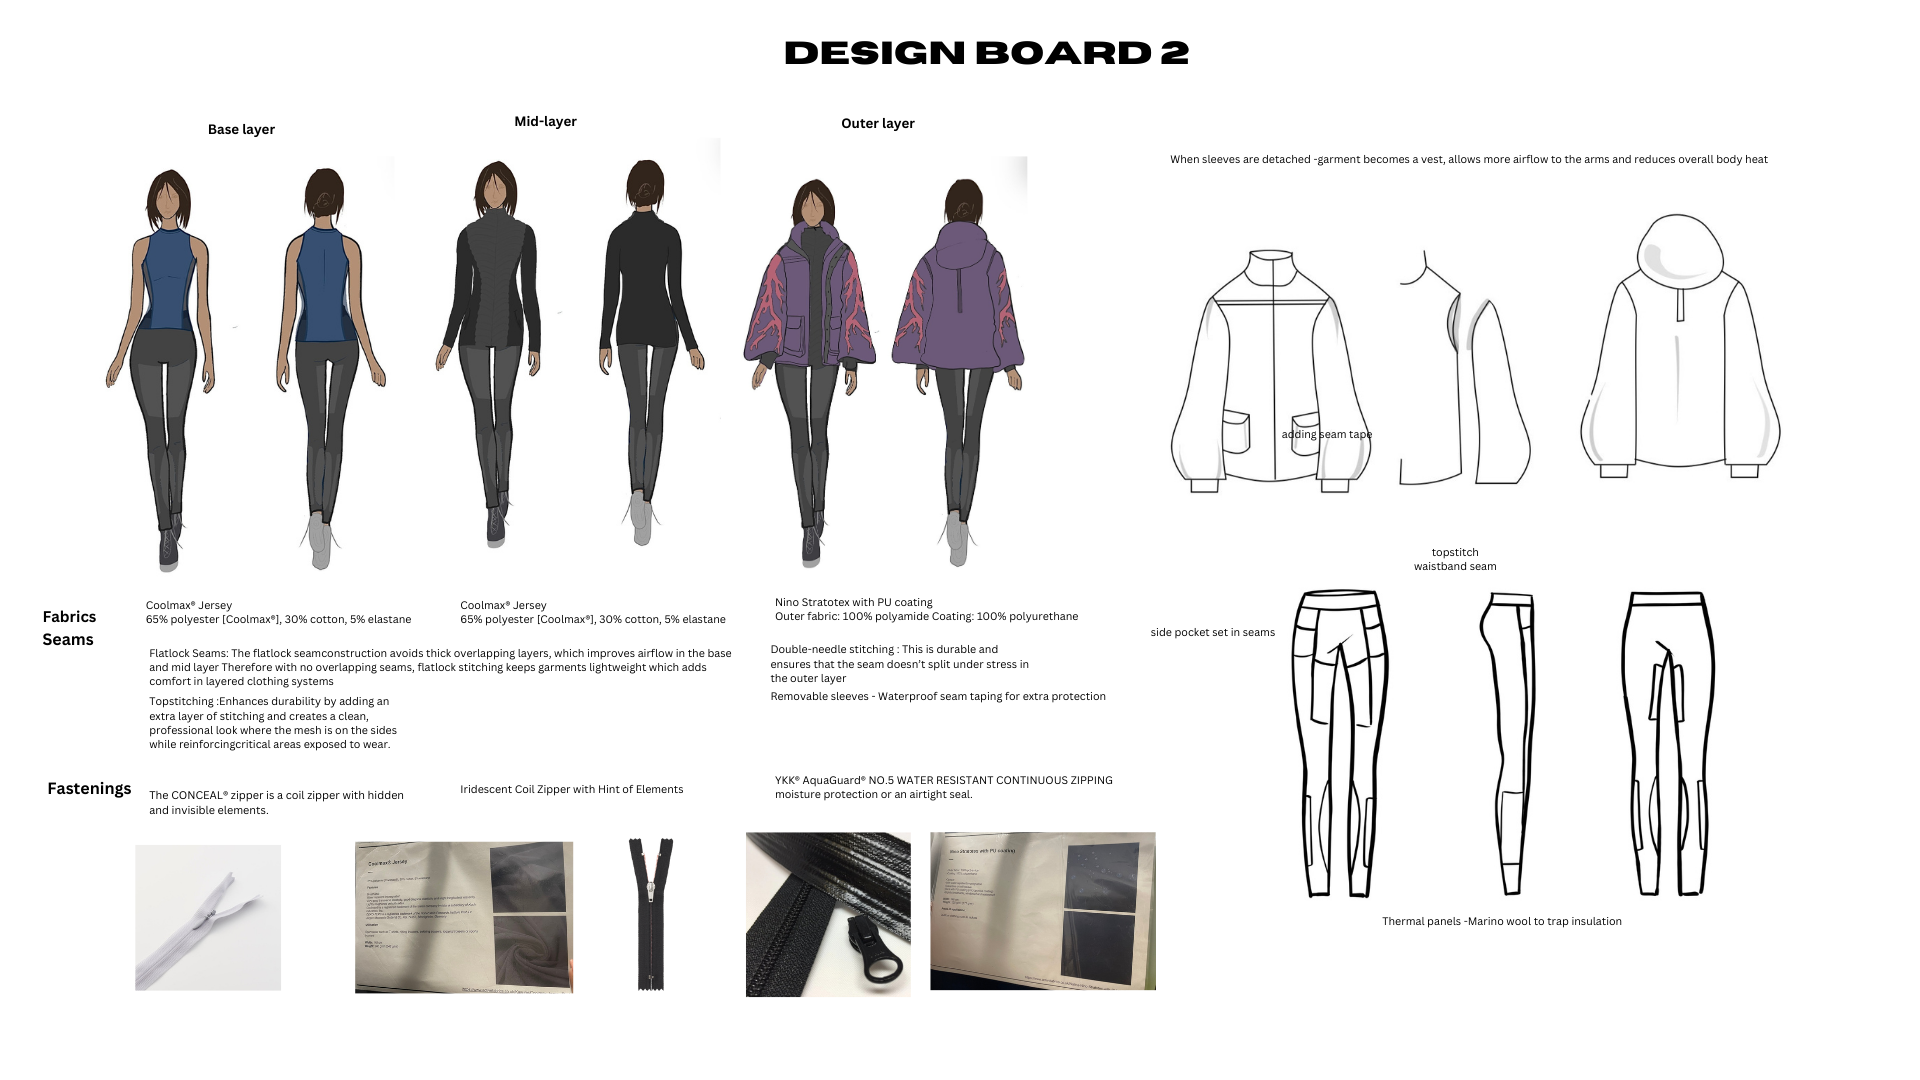 DESIGN BOARD 2
Base layer
Mid-layer
Outer layer
When sleeves are detached -garment becomes a vest, allows more airflow to the arms and reduces overall body heat
adding seam tape
topstitch
waistband seam
side pocket set in seams
Thermal panels -Marino wool to trap insulation
Fabrics
Seams
Coolmax® Jersey
65% polyester [Coolmax®], 30% cotton, 5% elastane
Coolmax® Jersey
65% polyester [Coolmax®], 30% cotton, 5% elastane
Nino Stratotex with PU coating
Outer fabric: 100% polyamide Coating: 100% polyurethane
Flatlock Seams: The flatlock seamconstruction avoids thick overlapping layers, which improves airflow in the base
and mid layer Therefore with no overlapping seams, flatlock stitching keeps garments lightweight which adds
comfort in layered clothing systems
Topstitching :Enhances durability by adding an
extra layer of stitching and creates a clean,
professional look where the mesh is on the sides
while reinforcingcritical areas exposed to wear.
Double-needle stitching : This is durable and
ensures that the seam doesn't split under stress in
the outer layer
Removable sleeves - Waterproof seam taping for extra protection
Fastenings
The CONCEAL® zipper is a coil zipper with hidden
and invisible elements.
Iridescent Coil Zipper with Hint of Elements
YKK® AquaGuard® NO.5 WATER RESISTANT CONTINUOUS ZIPPING
moisture protection or an airtight seal.
Coolmax® Jersey
Nino Stratotex with PU coating